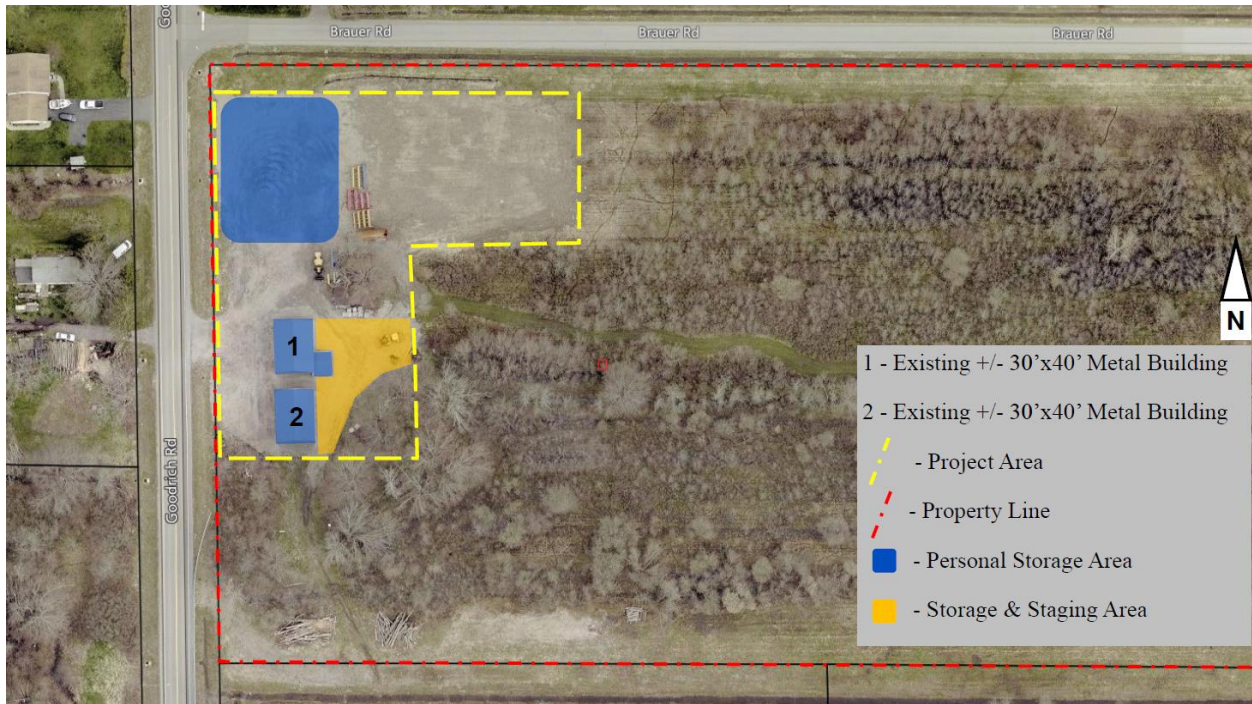 Brauer Rd
Brauer Rd
Brauer Rd
Goo
Goodrich Rd
1
2
N
1 - Existing +/- 30’x40’ Metal Building
2 - Existing +/- 30’x40’ Metal Building
- Project Area
- Property Line
- Personal Storage Area
- Storage & Staging Area